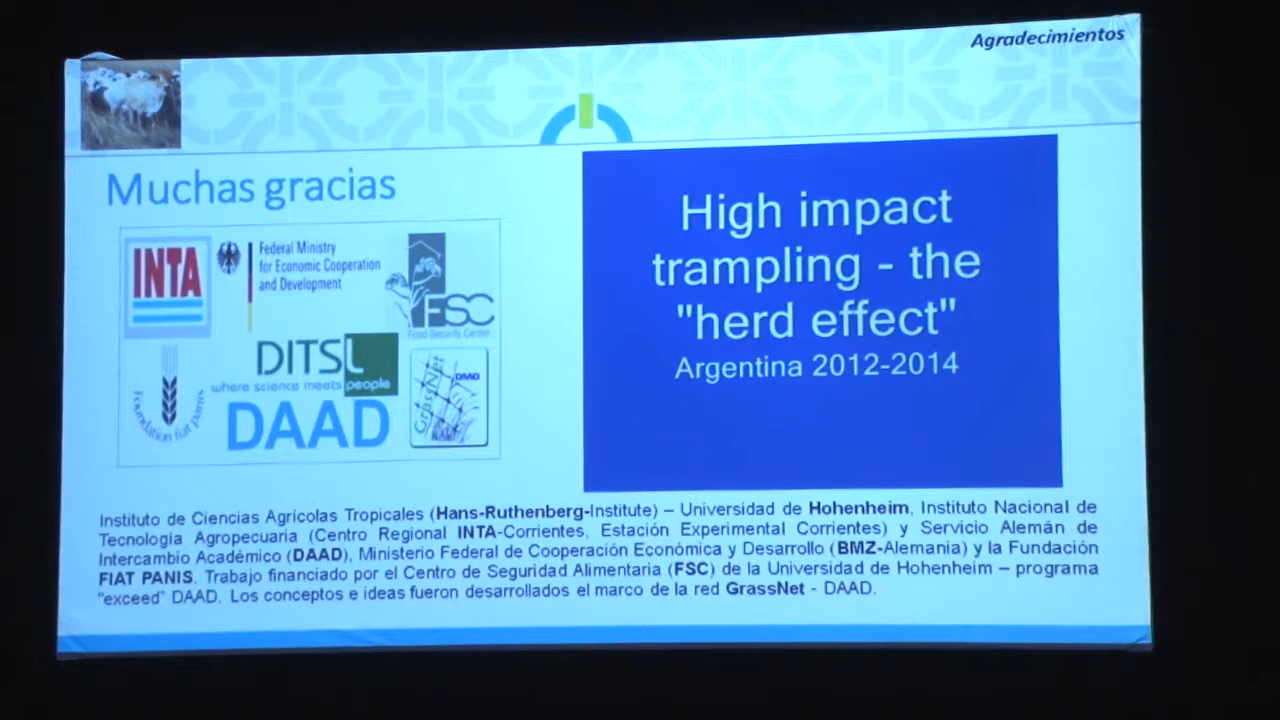 Agradecimientos
Muchas gracias
INTA
Federal Ministry
for Economic Cooperation
and Development
FSC
Food Security Center
DITSL
where science meets people
Foundation fiat panis
DAAD
GrassNet
DAAD
High impact
trampling - the
"herd effect"
Argentina 2012-2014
Instituto de Ciencias Agrícolas Tropicales (Hans-Ruthenberg-Institute) – Universidad de Hohenheim, Instituto Nacional de
Tecnología Agropecuaria (Centro Regional INTA-Corrientes, Estación Experimental Corrientes) y Servicio Alemán de
Intercambio Académico (DAAD), Ministerio Federal de Cooperación Económica y Desarrollo (BMZ-Alemania) y la Fundación
FIAT PANIS. Trabajo financiado por el Centro de Seguridad Alimentaria (FSC) de la Universidad de Hohenheim – programa
"exceed" DAAD. Los conceptos e ideas fueron desarrollados el marco de la red GrassNet - DAAD.